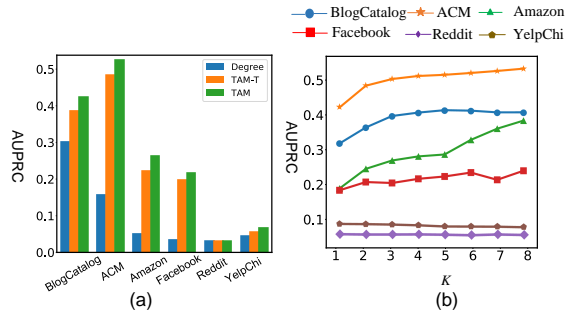 BlogCatalog ACM Amazon
Facebook Reddit YelpChi
Degree
TAM-T
TAM
AUPRC
0.5
0.4
0.3
0.2
0.1
0.0
BlogCatalog ACM Amazon Facebook Reddit YelpChi
(a)
AUPRC
0.5
0.4
0.3
0.2
0.1
1 2 3 4 5 6 7 8
K
(b)